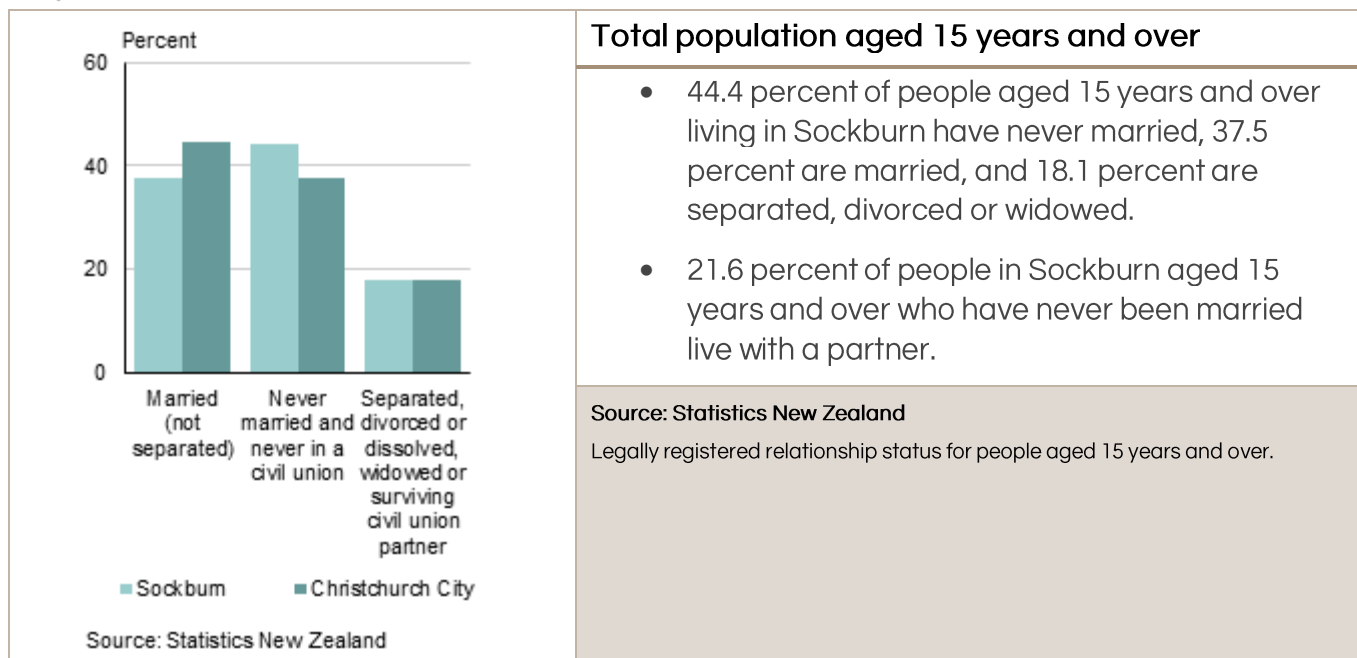 Percent
60
40
20
0
Married
(not
separated)
Never
married and
never in a
civil union
Separated,
divorced or
dissolved,
widowed or
surviving
civil union
partner
Sockburn
Christchurch City
Source: Statistics New Zealand
Total population aged 15 years and over
• 44.4 percent of people aged 15 years and over
living in Sockburn have never married, 37.5
percent are married, and 18.1 percent are
separated, divorced or widowed.
• 21.6 percent of people in Sockburn aged 15
years and over who have never been married
live with a partner.
Source: Statistics New Zealand
Legally registered relationship status for people aged 15 years and over.